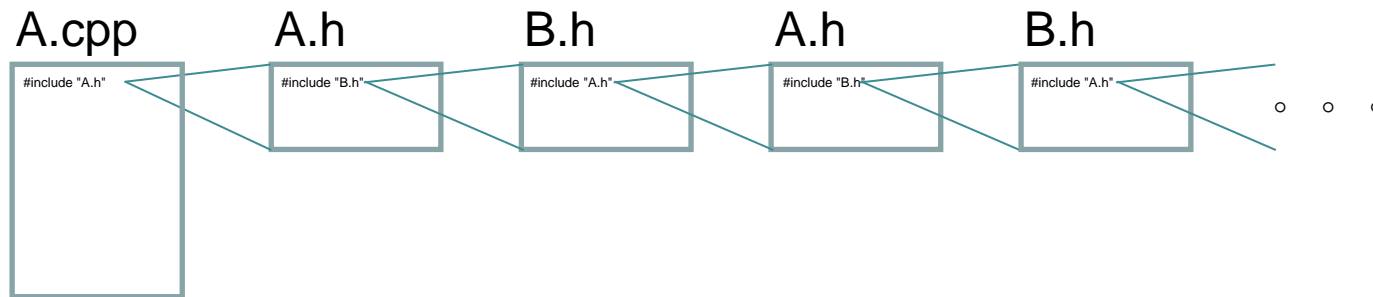 A.cpp
A.h
B.h
A.h
B.h
#include "A.h"
#include "B.h"
#include "A.h"
#include "B.h"
#include "A.h"